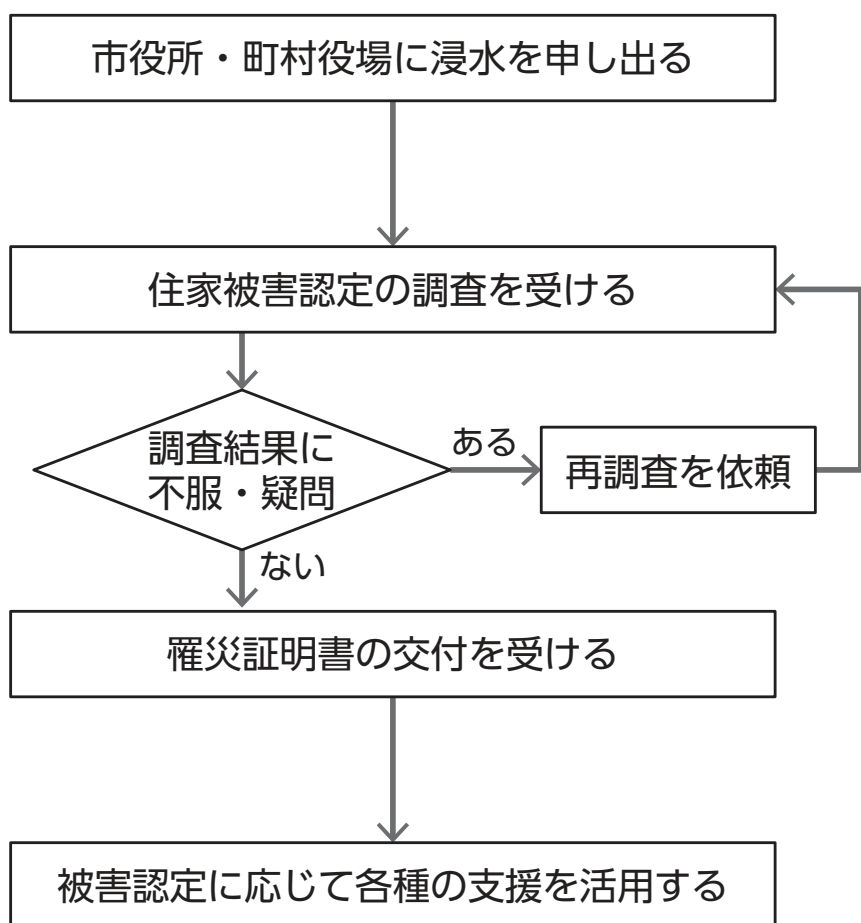 市役所・町村役場に浸水を申し出る
住家被害認定の調査を受ける
調査結果に
不服・疑問
ある
再調査を依頼
ない
罹災証明書の交付を受ける
被害認定に応じて各種の支援を活用する